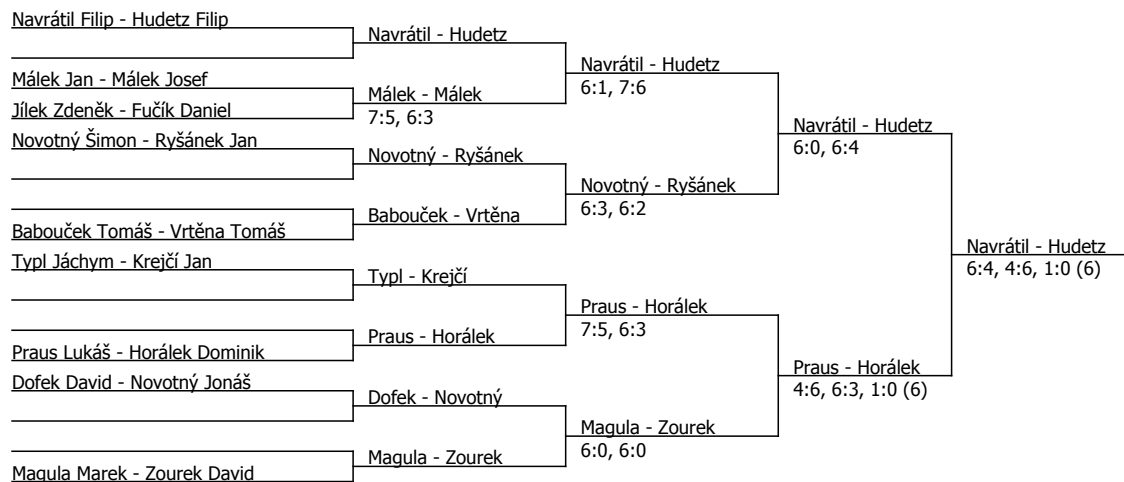 Navrátil Filip - Hudetz Filip
Málek Jan - Málek Josef
Jílek Zdeněk - Fučík Daniel
Novotný Šimon - Ryšánek Jan
Babouček Tomáš - Vrtěna Tomáš
Typl Jáchym - Krejčí Jan
Praus Lukáš - Horálek Dominik
Dofek David - Novotný Jonáš
Magula Marek - Zourek David
Navrátil - Hudetz
Málek - Málek
7:5, 6:3
Novotný - Ryšánek
Babouček - Vrtěna
Typl - Krejčí
Praus - Horálek
Dofek - Novotný
Magula - Zourek
Navrátil - Hudetz
6:1, 7:6
Novotný - Ryšánek
6:3, 6:2
Praus - Horálek
7:5, 6:3
Magula - Zourek
6:0, 6:0
Navrátil - Hudetz
6:0, 6:4
Praus - Horálek
4:6, 6:3, 1:0 (6)
Navrátil - Hudetz
6:4, 4:6, 1:0 (6)